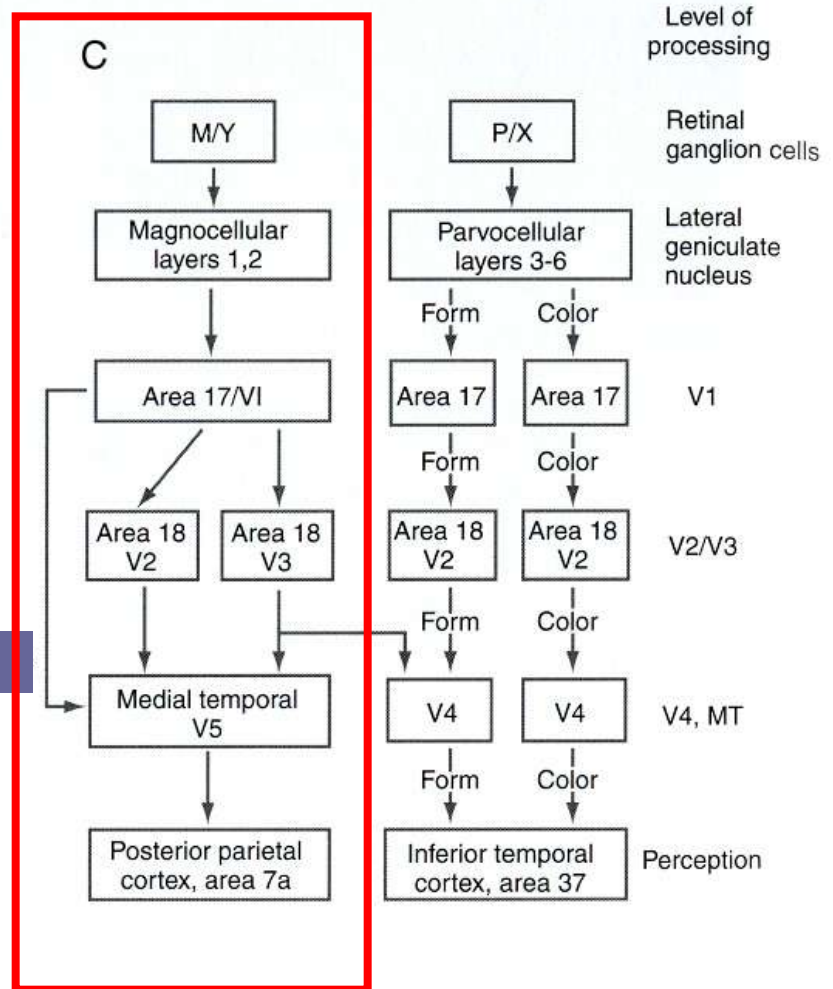 Level of
processing
C
M/Y
P/X
Retinal
ganglion cells
Magnocellular
layers 1,2
Parvocellular
layers 3-6
Lateral
geniculate
nucleus
Form
Color
Area 17/VI
Area 17
Area 17
V1
Form
Color
Area 18
V2
Area 18
V3
Area 18
V2
Area 18
V2
V2/V3
Form
Color
Medial temporal
V5
V4
V4
V4, MT
Form
Color
Posterior parietal
cortex, area 7a
Inferior temporal
cortex, area 37
Perception